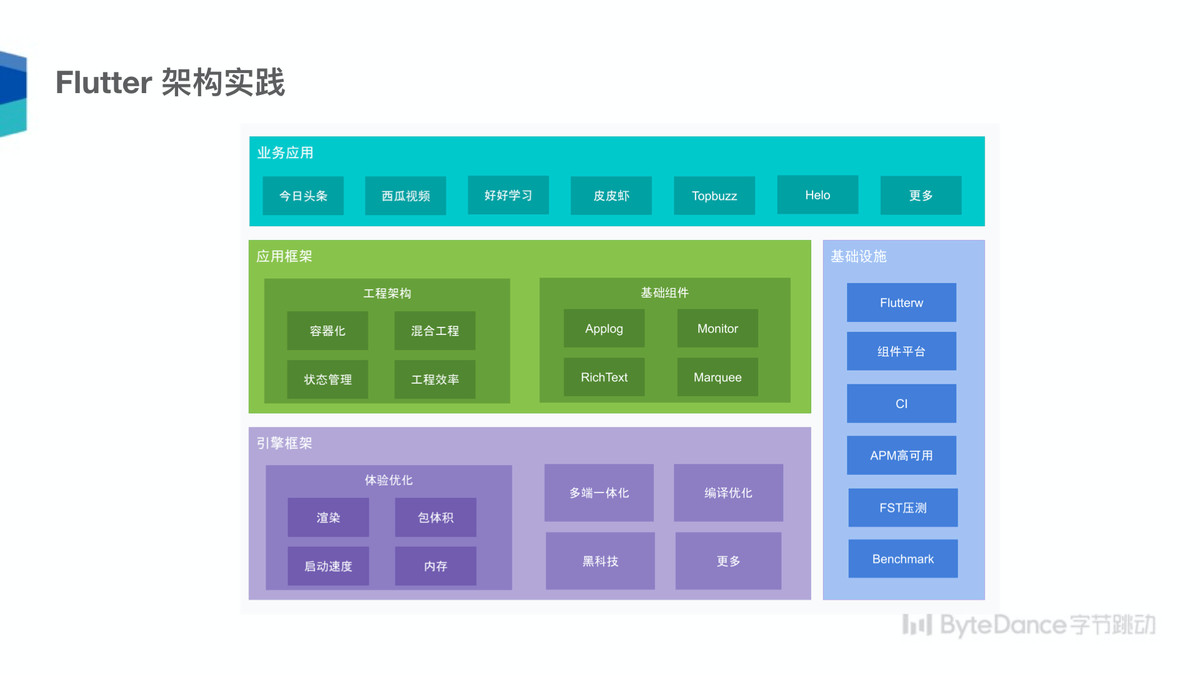 Flutter 架构实践
业务应用
今日头条
西瓜视频
好好学习
皮皮虾
Topbuzz
Helo
更多
应用框架
工程架构
容器化
混合工程
状态管理
工程效率
基础组件
Applog
Monitor
RichText
Marquee
引擎框架
体验优化
渲染
包体积
启动速度
内存
多端一体化
编译优化
黑科技
更多
基础设施
Flutterw
组件平台
CI
APM高可用
FST压测
Benchmark
ByteDance字节跳动